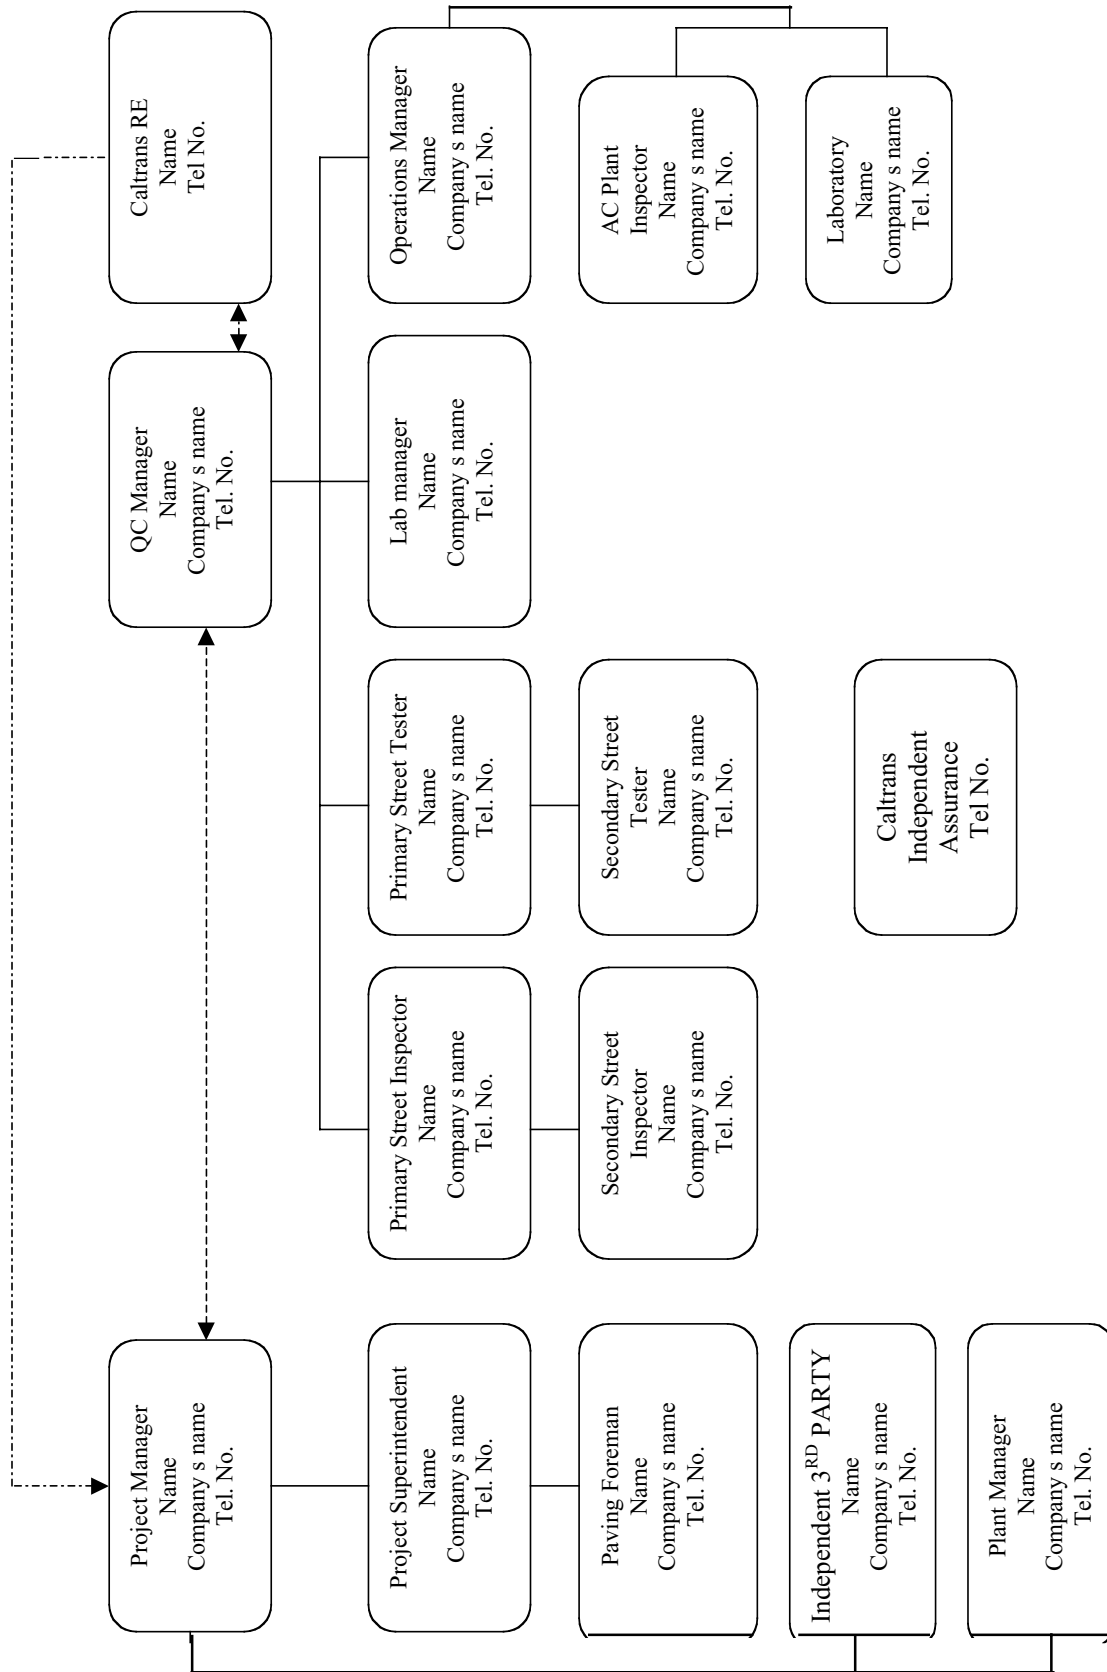 Project Manager
Name
Company s name
Tel. No.
QC Manager
Name
Company s name
Tel. No.
Caltrans RE
Name
Tel No.
Project Superintendent
Name
Company s name
Tel. No.
Primary Street Inspector
Name
Company s name
Tel. No.
Primary Street Tester
Name
Company s name
Tel. No.
Lab manager
Name
Company s name
Tel. No.
Operations Manager
Name
Company s name
Tel. No.
Paving Foreman
Name
Company s name
Tel. No.
Secondary Street
Inspector
Name
Company s name
Tel. No.
Secondary Street
Tester
Name
Company s name
Tel. No.
AC Plant
Inspector
Name
Company s name
Tel. No.
Independent 3RD PARTY
Name
Company s name
Tel. No.
Laboratory
Name
Company s name
Tel. No.
Caltrans
Independent
Assurance
Tel No.
Plant Manager
Name
Company s name
Tel. No.